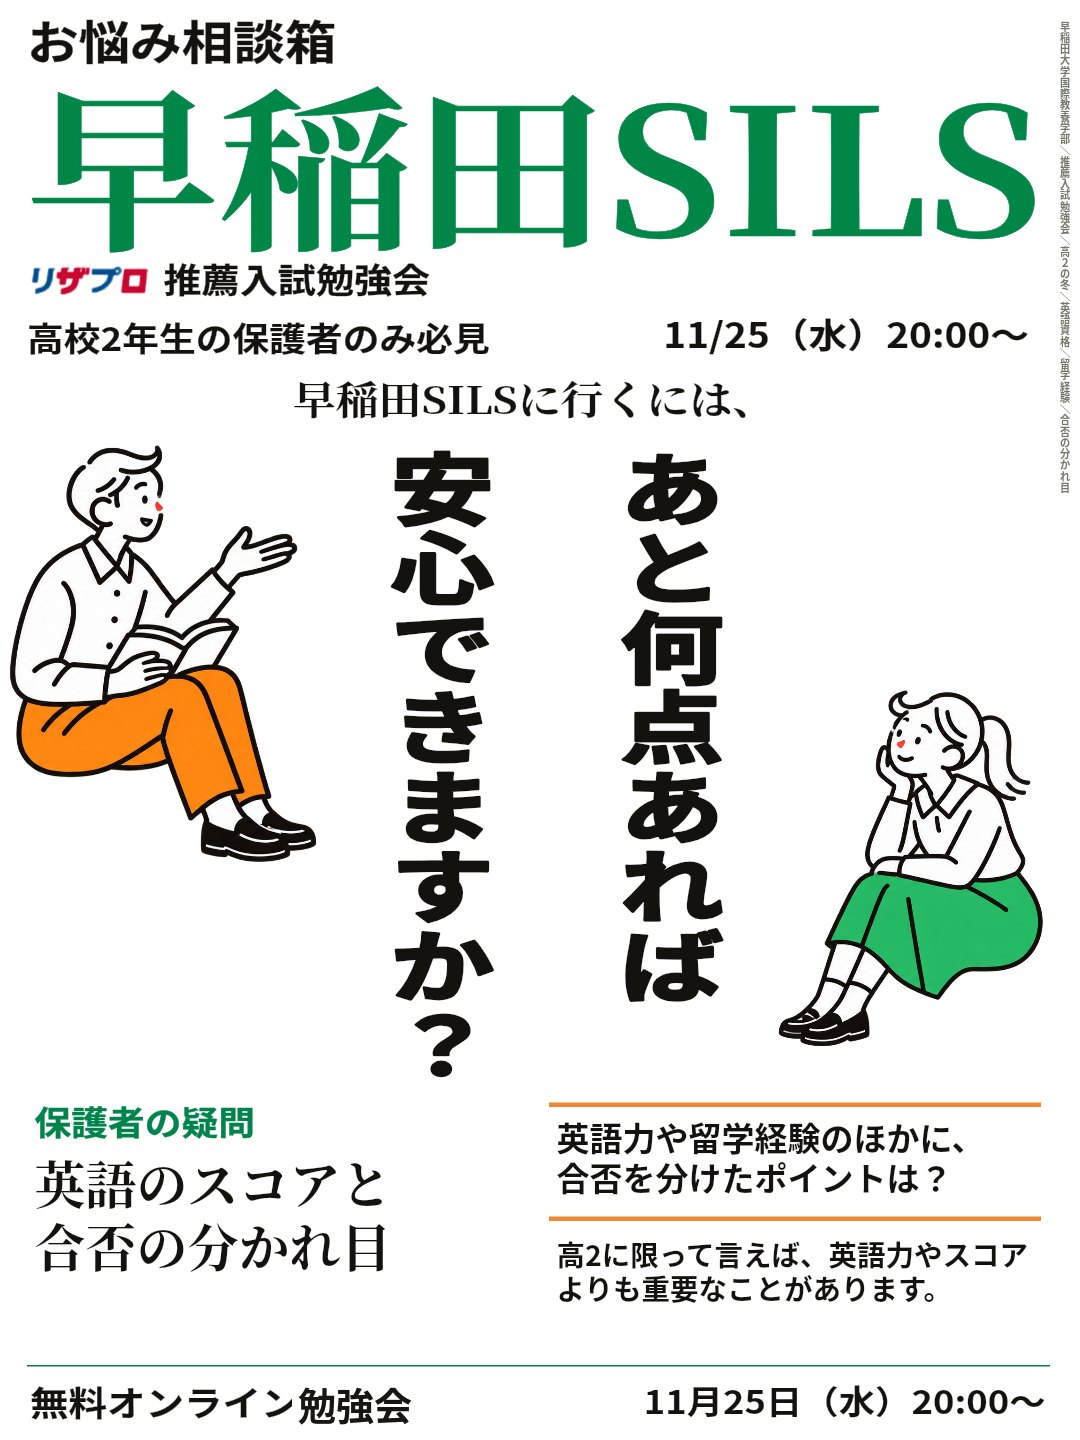 お悩み相談箱
早稲田SILS
リザプロ 推薦入試勉強会
高校2年生の保護者のみ必見
11/25（水）20:00〜
早稲田SILSに行くには、
あと何点あれば
安心できますか？
保護者の疑問
英語のスコアと
合否の分かれ目
英語力や留学経験のほかに、
合否を分けたポイントは？
高2に限って言えば、英語力やスコア
よりも重要なことがあります。
無料オンライン勉強会
11月25日（水）20:00〜
早稲田大学国際教養学部／推薦入試勉強会／高2の冬／英語資格／留学経験／合否の分かれ目